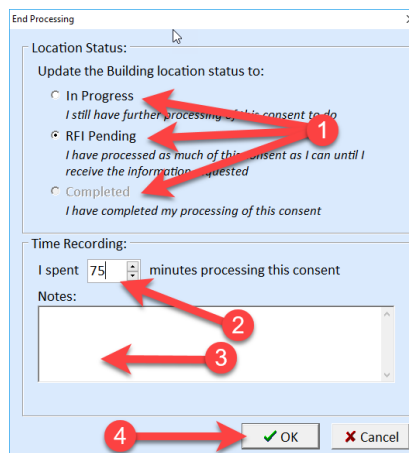 End Processing
Location Status:
Update the Building location status to:
In Progress
I still have further processing of this consent to do
1
RFI Pending
I have processed as much of this consent as I can until I
receive the information requested
Completed
I have completed my processing of this consent
Time Recording:
I spent 75 minutes processing this consent
Notes:
2
3
4
OK
Cancel